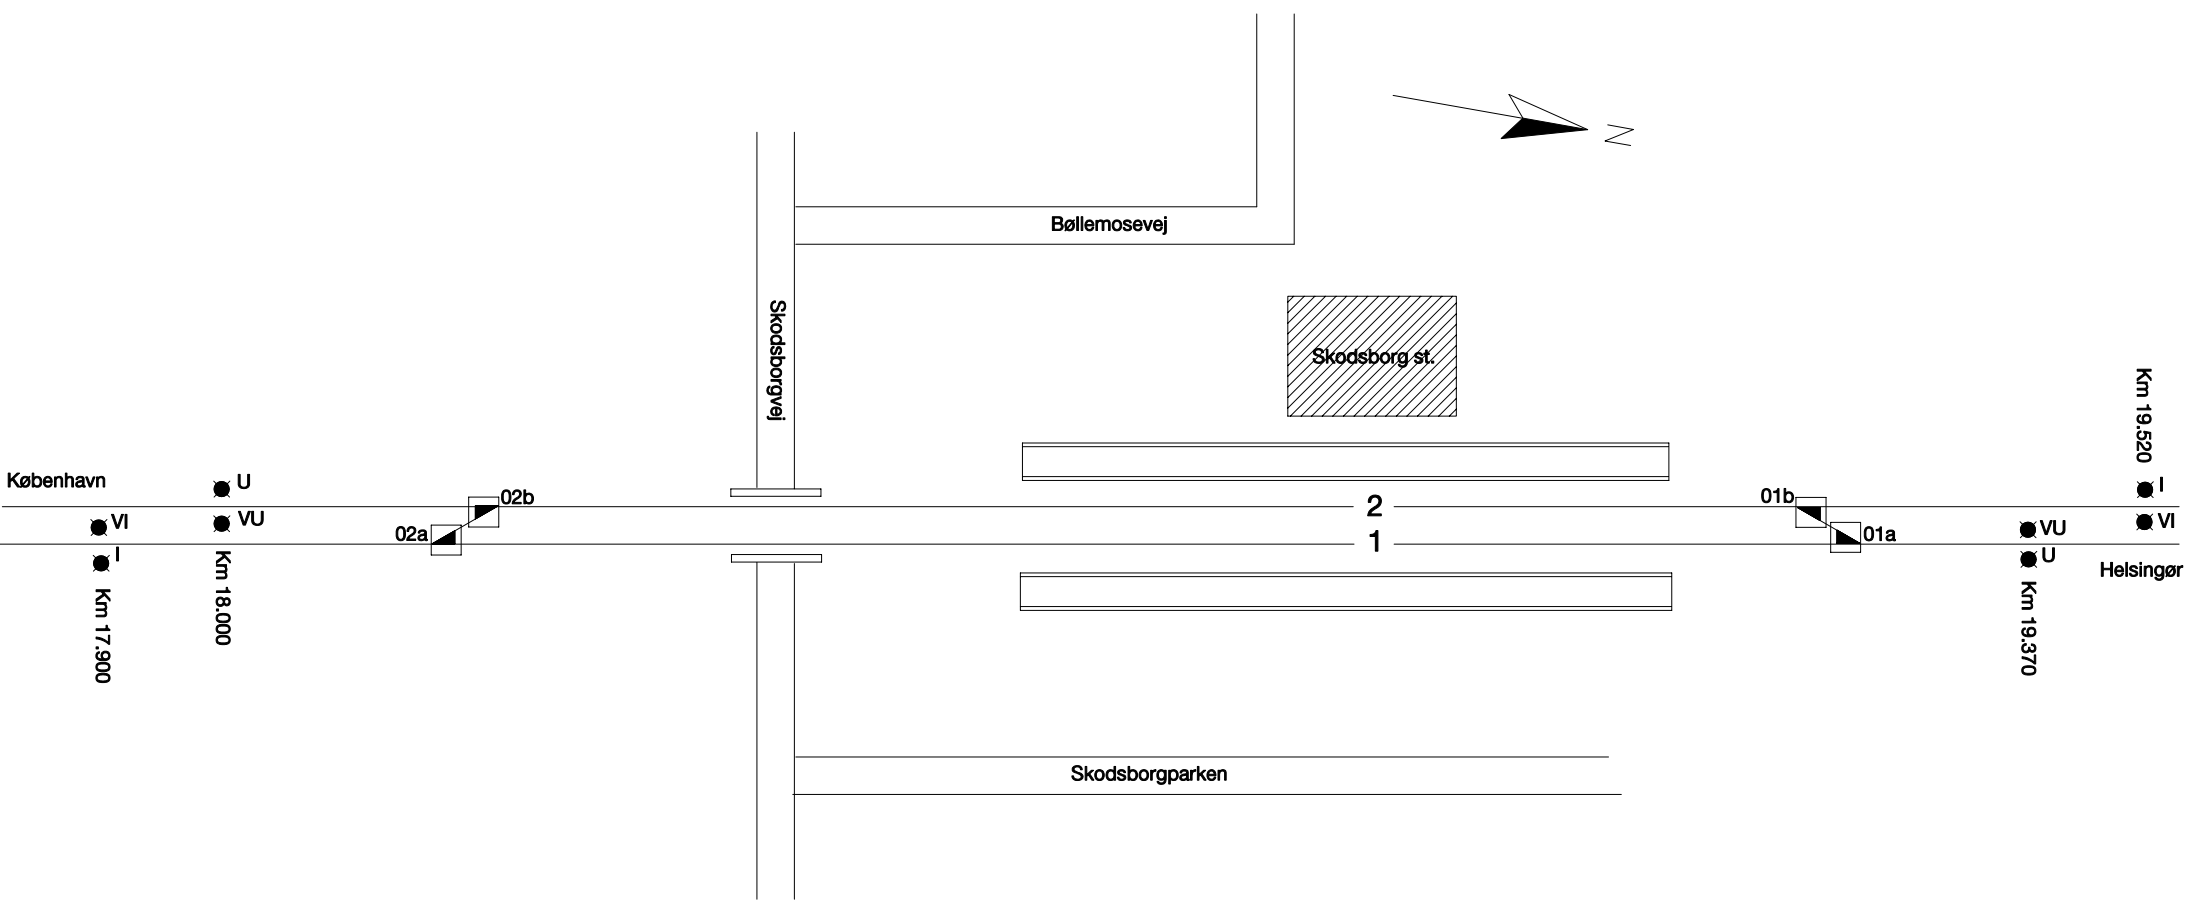 N
Bøllemosevej
Skodsborgvej
Skodsborg st.
Km 19.520
København
U
02b
2
01b
I
VI
VU
02a
1
01a
VU
VI
I
U
Helsingør
Km 17.900
Km 18.000
Km 19.370
Skodsborgparken